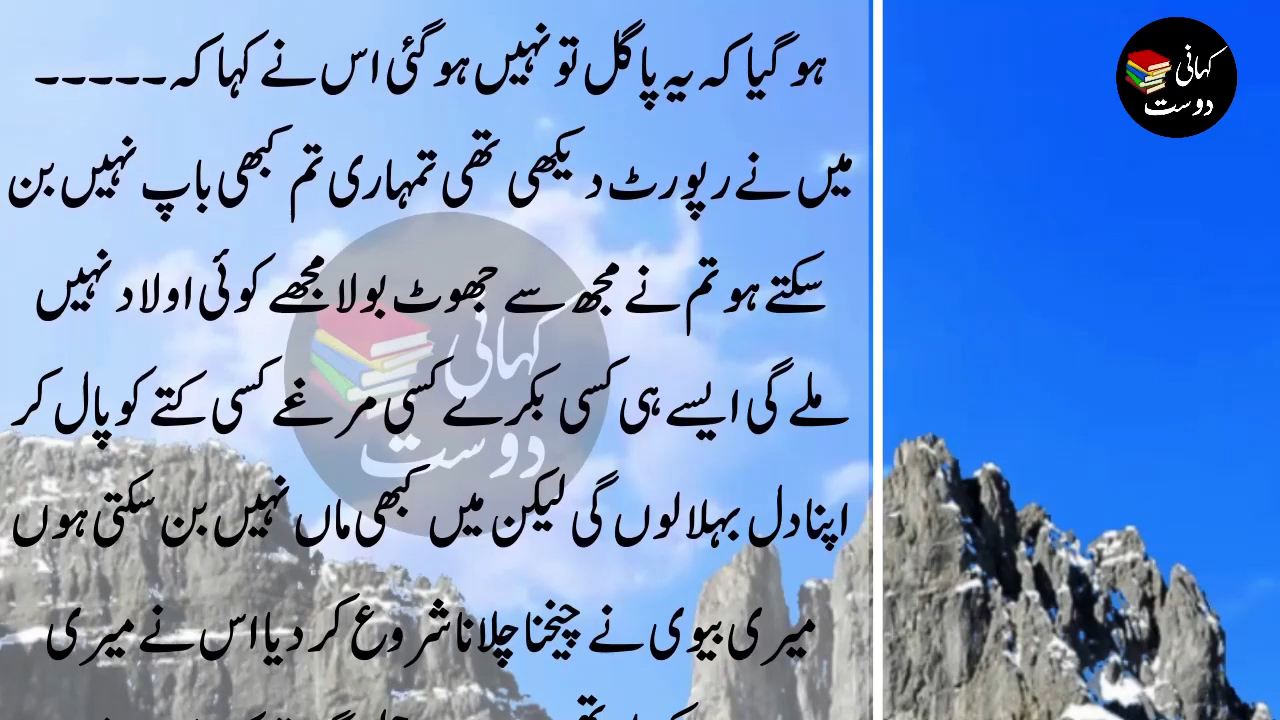 ہو گیا کہ یہ پاگل تو نہیں ہو گئی اس نے کہا کہ-----
میں نے رپورٹ دیکھی تھی تمہاری تم کبھی باپ نہیں بن
سکتے ہو تم نے مجھ سے جھوٹ بولا مجھے کوئی اولاد نہیں
ملے گی ایسے ہی کسی بکرے کسی مرغے کسی کتے کو پال کر
اپنا دل بہلا لوں گی لیکن میں کبھی ماں نہیں بن سکتی ہوں
میری بیوی نے چیخنا چلانا شروع کر دیا اس نے میری
کہانی
دوست
کہانی
دوست